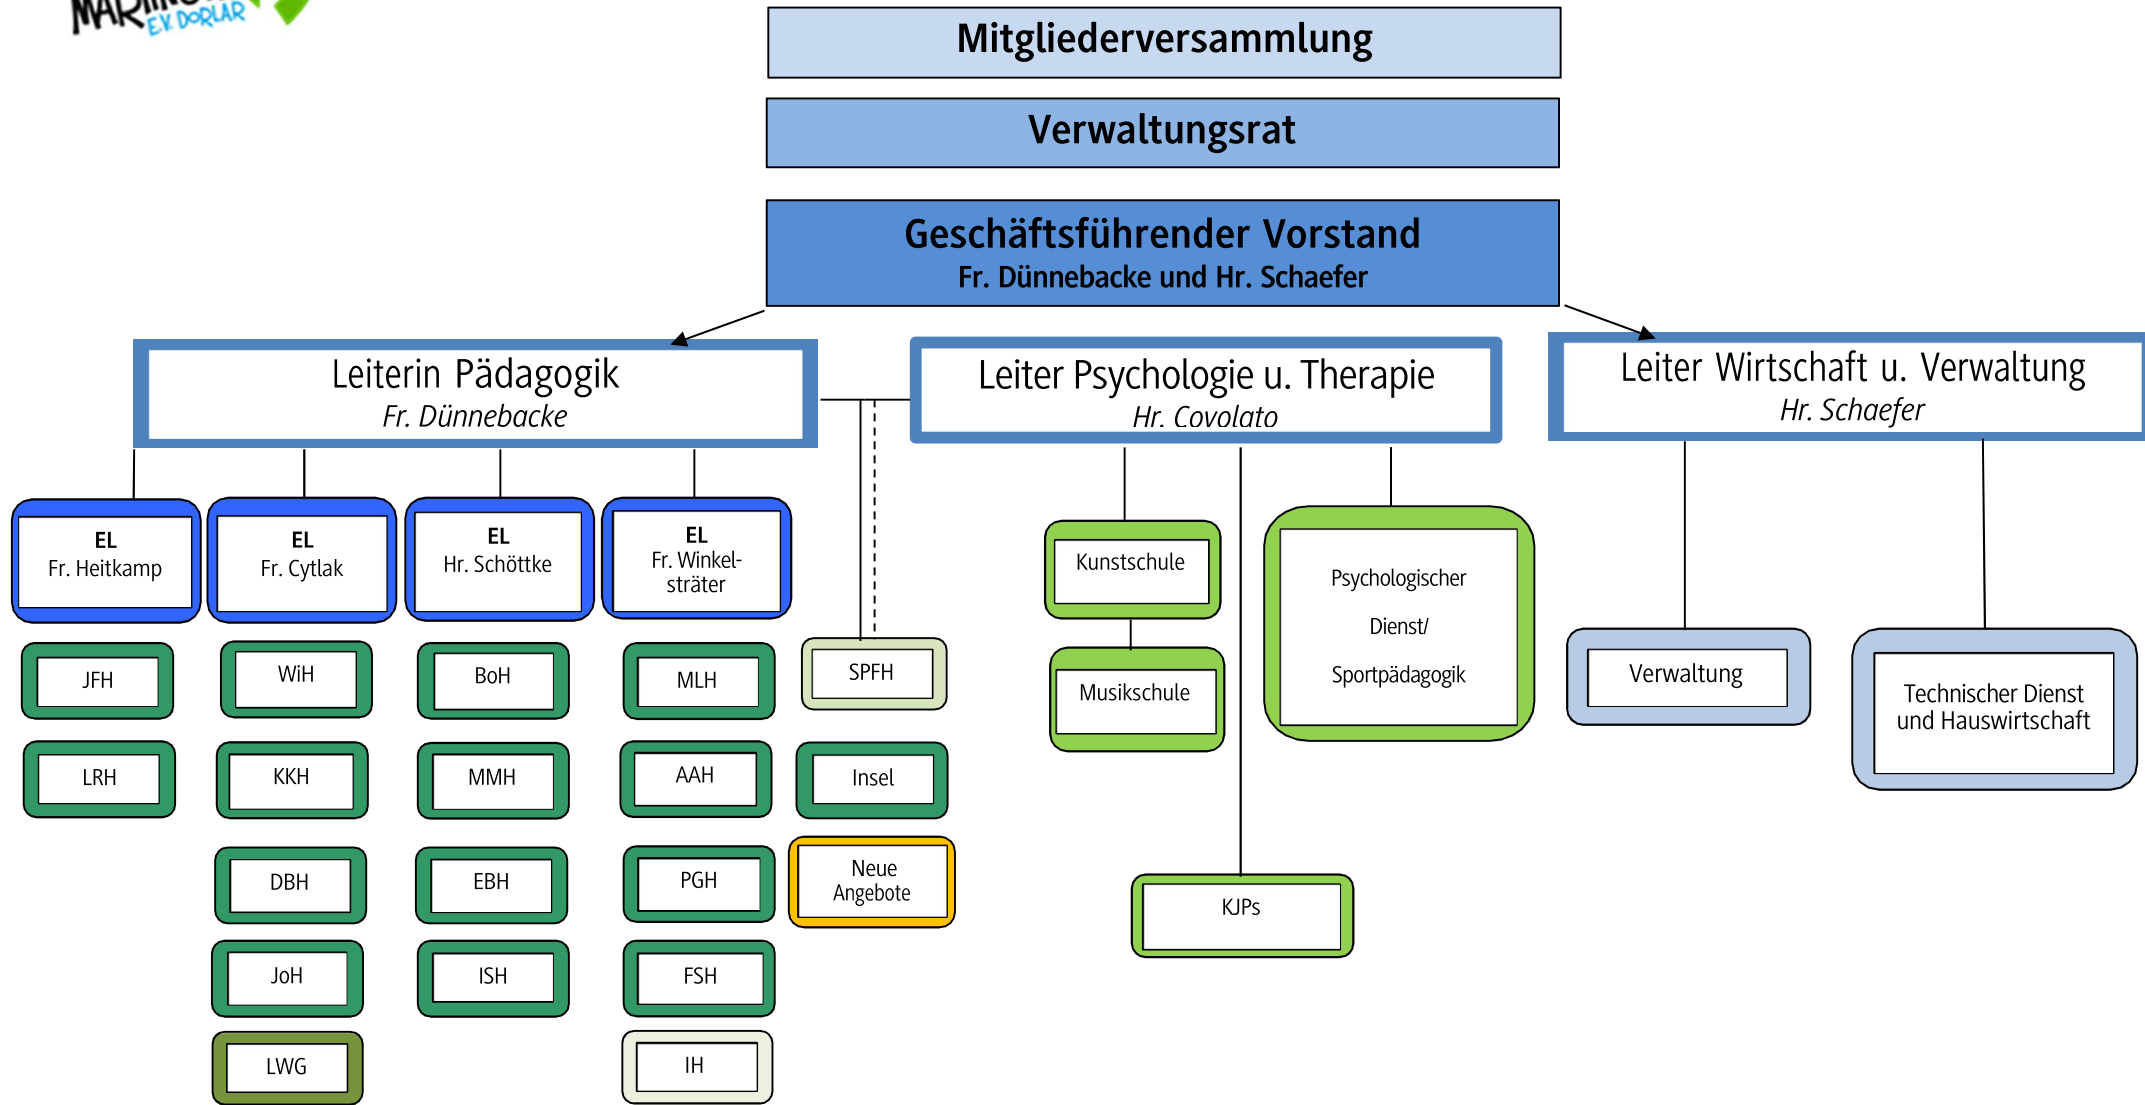 E.V. DORLAR
Mitgliederversammlung
Verwaltungsrat
Geschäftsführender Vorstand
Fr. Dünnebacke und Hr. Schaefer
Leiterin Pädagogik
Fr. Dünnebacke
Leiter Psychologie u. Therapie
Hr. Covolato
Leiter Wirtschaft u. Verwaltung
Hr. Schaefer
EL
Fr. Heitkamp
EL
Fr. Cytlak
EL
Hr. Schöttke
EL
Fr. Winkel-
sträter
JFH
LRH
WiH
KKH
DBH
JoH
LWG
BoH
MMH
EBH
ISH
MLH
AAH
PGH
FSH
IH
SPFH
Insel
Neue
Angebote
Kunstschule
Musikschule
KJPs
Psychologischer
Dienst/
Sportpädagogik
Verwaltung
Technischer Dienst
und Hauswirtschaft